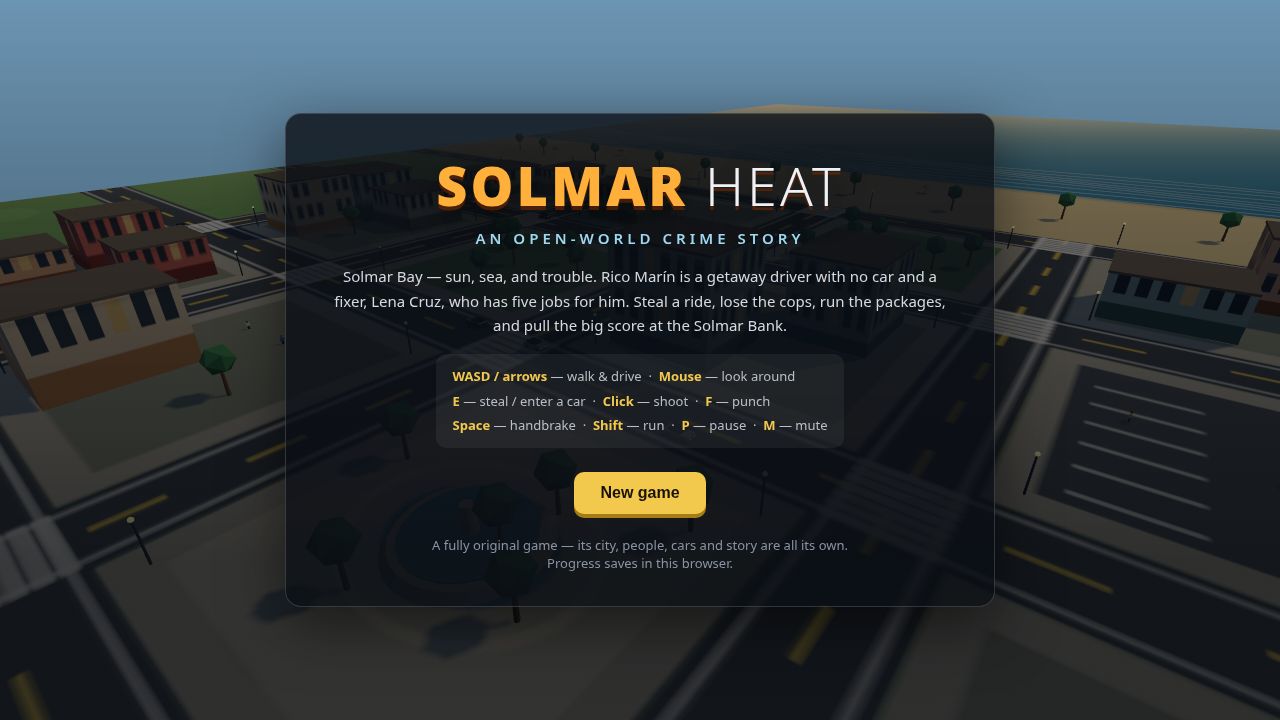 SOLMAR HEAT
AN OPEN-WORLD CRIME STORY
Solmar Bay — sun, sea, and trouble. Rico Marín is a getaway driver with no car and a
fixer, Lena Cruz, who has five jobs for him. Steal a ride, lose the cops, run the packages,
and pull the big score at the Solmar Bank.
WASD / arrows — walk & drive · Mouse — look around
E — steal / enter a car · Click — shoot · F — punch
Space — handbrake · Shift — run · P — pause · M — mute
New game
A fully original game — its city, people, cars and story are all its own.
Progress saves in this browser.